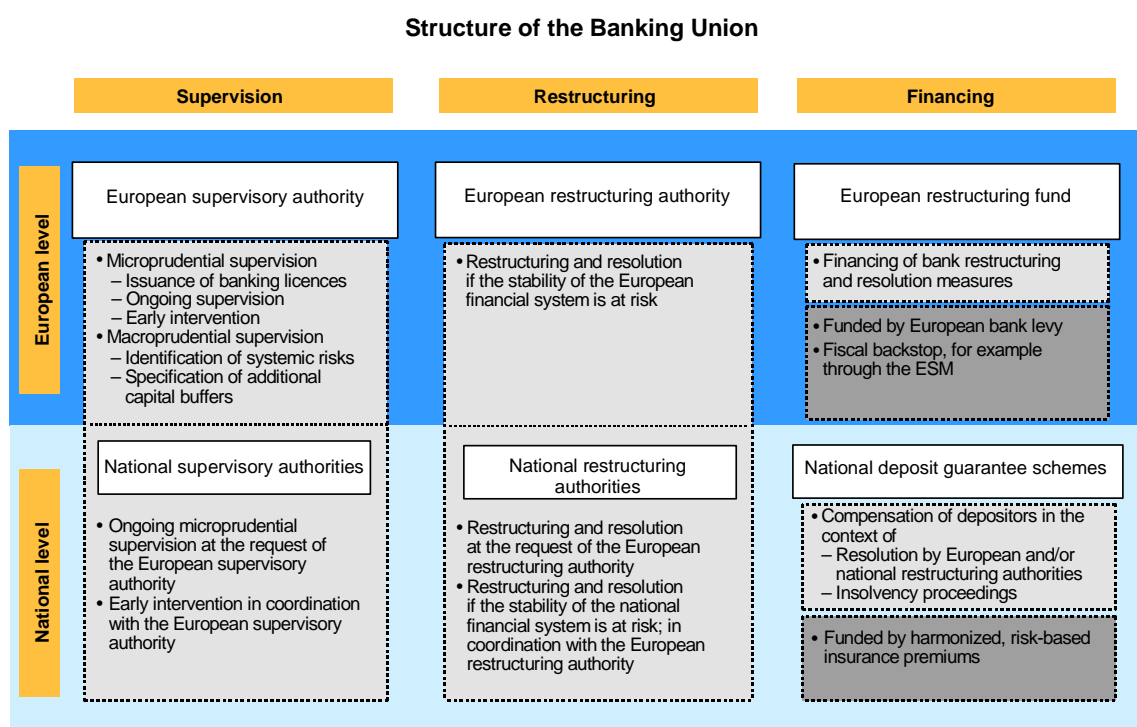 Structure of the Banking Union
Supervision
Restructuring
Financing
European level
European supervisory authority
• Microprudential supervision
– Issuance of banking licences
– Ongoing supervision
– Early intervention
• Macroprudential supervision
– Identification of systemic risks
– Specification of additional
capital buffers
European restructuring authority
• Restructuring and resolution
if the stability of the European
financial system is at risk
European restructuring fund
• Financing of bank restructuring
and resolution measures
• Funded by European bank levy
• Fiscal backstop, for example
through the ESM
National level
National supervisory authorities
• Ongoing microprudential
supervision at the request of
the European supervisory
authority
• Early intervention in coordination
with the European supervisory
authority
National restructuring
authorities
• Restructuring and resolution
at the request of the European
restructuring authority
• Restructuring and resolution
if the stability of the national
financial system is at risk; in
coordination with the European
restructuring authority
National deposit guarantee schemes
• Compensation of depositors in the
context of
– Resolution by European and/or
national restructuring authorities
– Insolvency proceedings
• Funded by harmonized, risk-based
insurance premiums